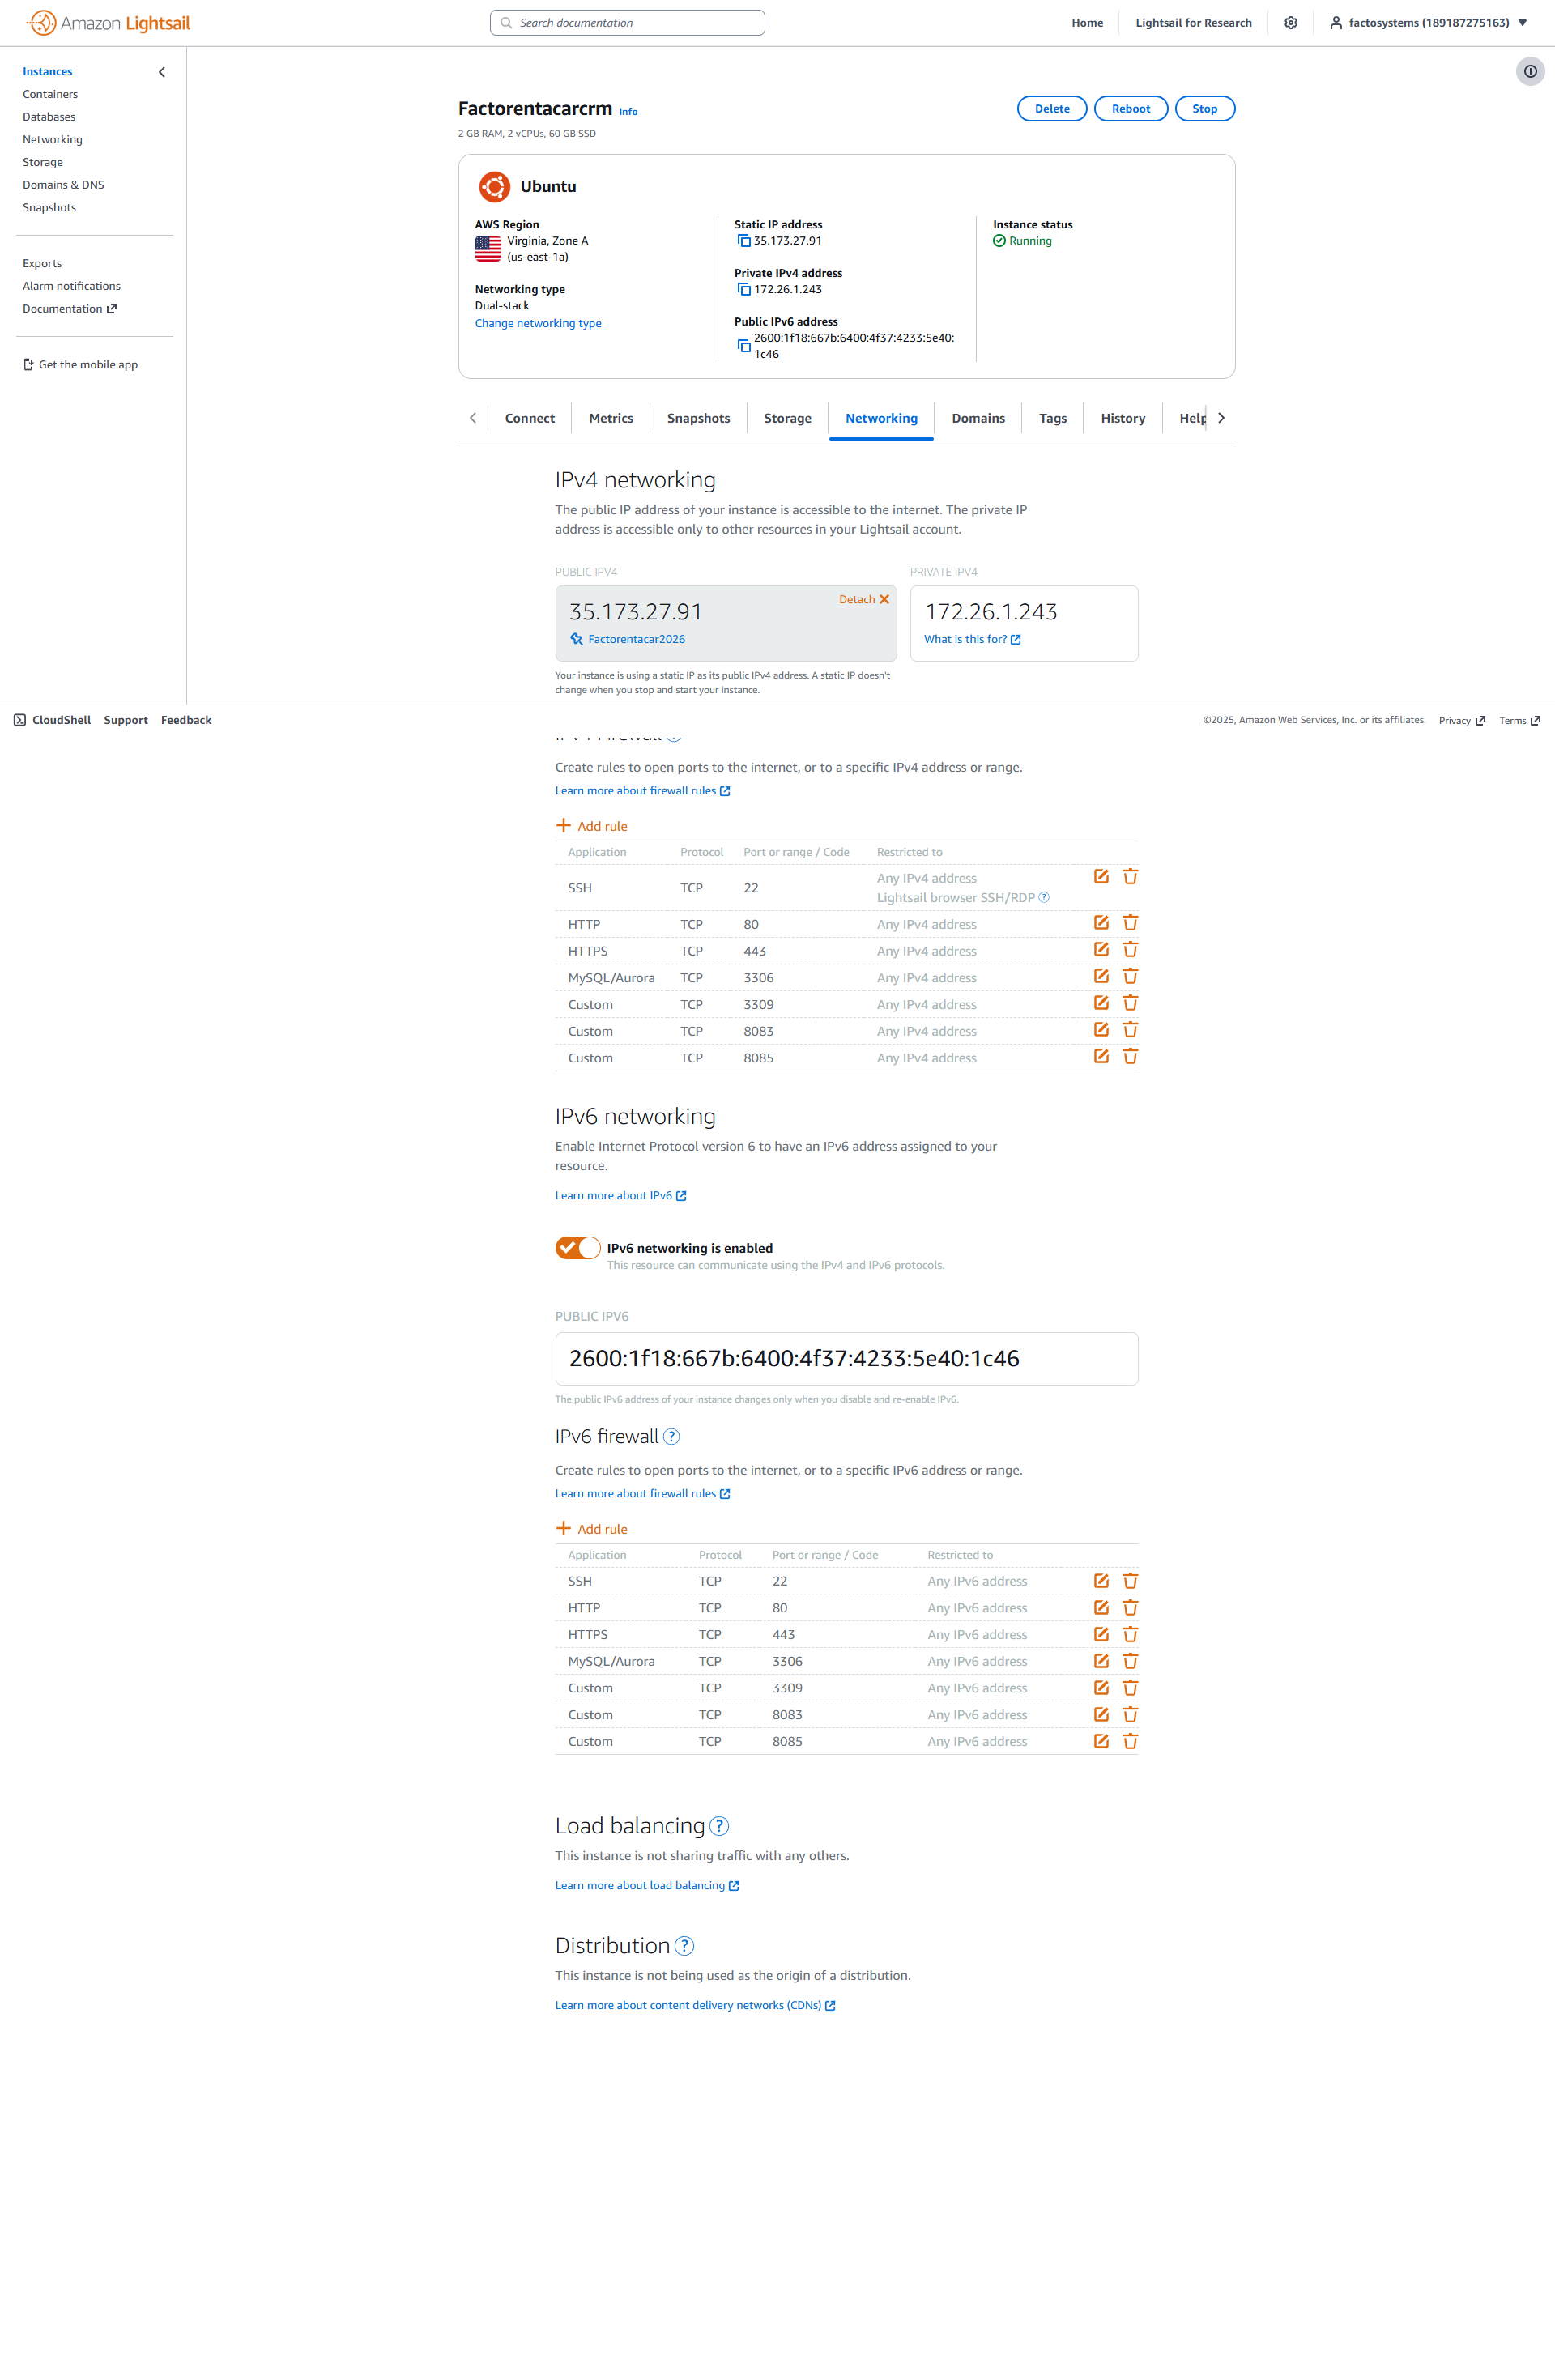 Amazon Lightsail
Search documentation
Home
Lightsail for Research
factosystems (189187275163)
Instances
Containers
Databases
Networking
Storage
Domains & DNS
Snapshots
Exports
Alarm notifications
Documentation
Get the mobile app
Factorentacarcrm Info
Delete
Reboot
Stop
2 GB RAM, 2 vCPUs, 60 GB SSD
Ubuntu
AWS Region
Virginia, Zone A
(us-east-1a)
Networking type
Dual-stack
Change networking type
Static IP address
35.173.27.91
Private IPv4 address
172.26.1.243
Public IPv6 address
2600:1f18:667b:6400:4f37:4233:5e40:
1c46
Instance status
Running
Connect
Metrics
Snapshots
Storage
Networking
Domains
Tags
History
Help
IPv4 networking
The public IP address of your instance is accessible to the internet. The private IP
address is accessible only to other resources in your Lightsail account.
PUBLIC IPV4
35.173.27.91
Detach
Factorentacar2026
PRIVATE IPV4
172.26.1.243
What is this for?
Your instance is using a static IP as its public IPv4 address. A static IP doesn't
change when you stop and start your instance.
CloudShell Support Feedback
©2025, Amazon Web Services, Inc. or its affiliates. Privacy Terms
Create rules to open ports to the internet, or to a specific IPv4 address or range.
Learn more about firewall rules
Add rule
Application Protocol Port or range / Code Restricted to
SSH TCP 22 Any IPv4 address
Lightsail browser SSH/RDP
HTTP TCP 80 Any IPv4 address
HTTPS TCP 443 Any IPv4 address
MySQL/Aurora TCP 3306 Any IPv4 address
Custom TCP 3309 Any IPv4 address
Custom TCP 8083 Any IPv4 address
Custom TCP 8085 Any IPv4 address
IPv6 networking
Enable Internet Protocol version 6 to have an IPv6 address assigned to your
resource.
Learn more about IPv6
IPv6 networking is enabled
This resource can communicate using the IPv4 and IPv6 protocols.
PUBLIC IPV6
2600:1f18:667b:6400:4f37:4233:5e40:1c46
The public IPv6 address of your instance changes only when you disable and re-enable IPv6.
IPv6 firewall
Create rules to open ports to the internet, or to a specific IPv6 address or range.
Learn more about firewall rules
Add rule
Application Protocol Port or range / Code Restricted to
SSH TCP 22 Any IPv6 address
HTTP TCP 80 Any IPv6 address
HTTPS TCP 443 Any IPv6 address
MySQL/Aurora TCP 3306 Any IPv6 address
Custom TCP 3309 Any IPv6 address
Custom TCP 8083 Any IPv6 address
Custom TCP 8085 Any IPv6 address
Load balancing
This instance is not sharing traffic with any others.
Learn more about load balancing
Distribution
This instance is not being used as the origin of a distribution.
Learn more about content delivery networks (CDNs)